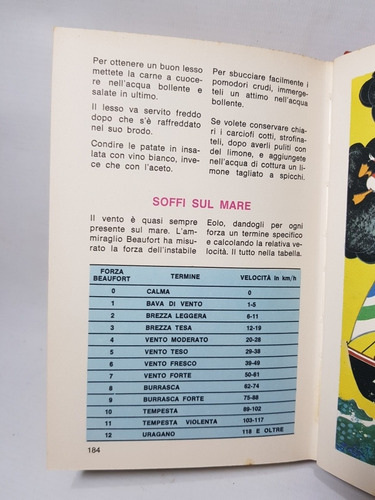 Per ottenere un buon lesso
mettete la carne a cuoce-
re nell'acqua bollente e
salate in ultimo.
Il lesso va servito freddo
dopo che s'è raffreddato
nel suo brodo.
Condire le patate in insa-
lata con vino bianco, inve-
ce che con l'aceto.
Per sbucciare facilmente i
pomodori crudi, immerge-
teli un attimo nell'acqua
bollente.
Se volete conservare chia-
ri i carciofi cotti, strofina-
teli, dopo averli puliti con
del limone, e aggiungete
nell'acqua di cottura un li-
mone tagliato a spicchi.
SOFFI SUL MARE
Il vento è quasi sempre
presente sul mare. L'am-
miraglio Beaufort ha misu-
rato la forza dell'instabile
Eolo, dandogli per ogni
forza un termine specifico
e calcolando la relativa ve-
locità. Il tutto nella tabella.
FORZA BEAUFORT TERMINE VELOCITÀ in km/h
0 CALMA 0
1 BAVA DI VENTO 1-5
2 BREZZA LEGGERA 6-11
3 BREZZA TESA 12-19
4 VENTO MODERATO 20-28
5 VENTO TESO 29-38
6 VENTO FRESCO 39-49
7 VENTO FORTE 50-61
8 BURRASCA 62-74
9 BURRASCA FORTE 75-88
10 TEMPESTA 89-102
11 TEMPESTA VIOLENTA 103-117
12 URAGANO 118 E OLTRE
184